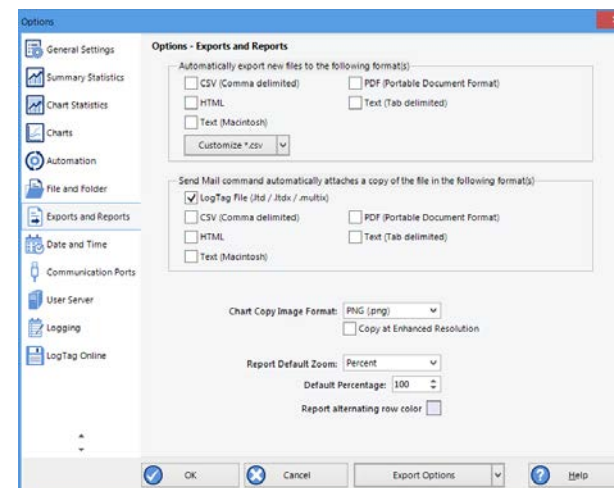 Options
General Settings
Summary Statistics
Chart Statistics
Charts
Automation
File and Folder
Exports and Reports
Date and Time
Communication Ports
User Server
Logging
LogTag Online
Options - Exports and Reports
Automatically export new files to the following format(s)
CSV (Comma delimited) PDF (Portable Document Format)
HTML Text (Tab delimited)
Text (Macintosh)
Customize *.csv
Send Mail command automatically attaches a copy of the file in the following format(s)
LogTag File (.ltd / .ltdx / .multix)
CSV (Comma delimited) PDF (Portable Document Format)
HTML Text (Tab delimited)
Text (Macintosh)
Chart Copy Image Format: PNG (.png)
Copy at Enhanced Resolution
Report Default Zoom: Percent
Default Percentage: 100
Report alternating row color
OK Cancel Export Options Help